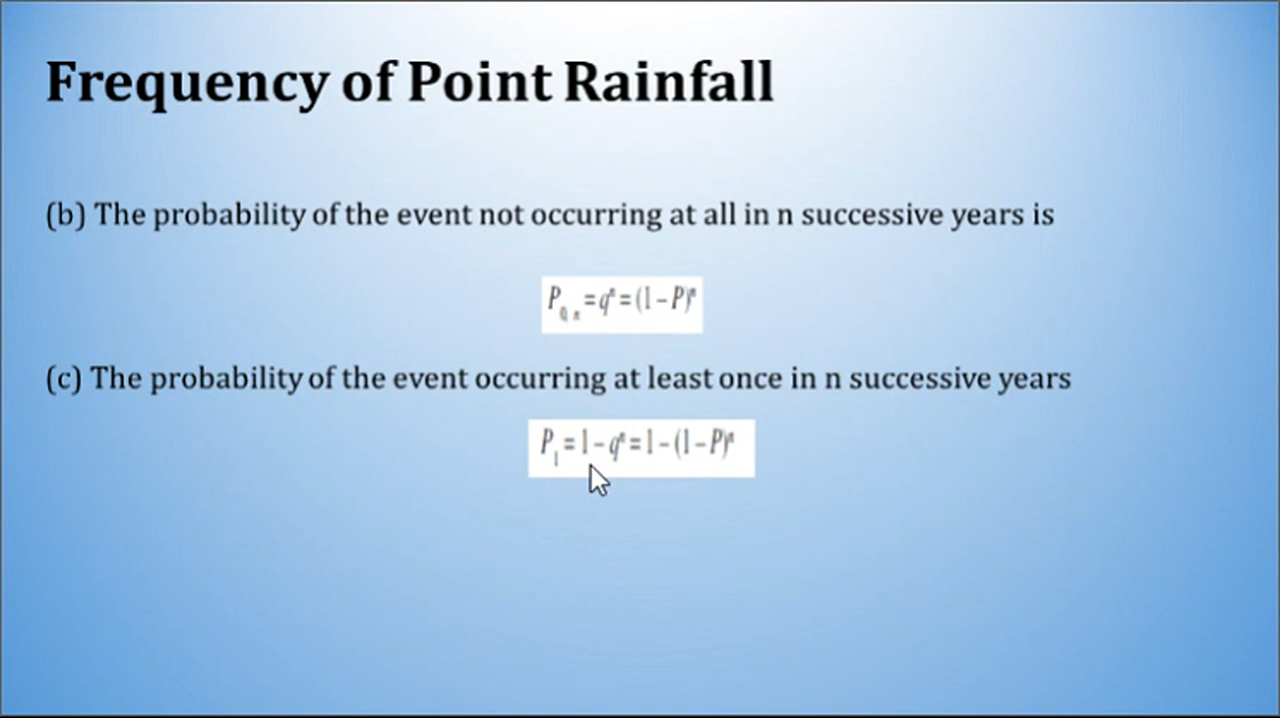 Frequency of Point Rainfall
(b) The probability of the event not occurring at all in n successive years is
P₀,ₙ = qⁿ = (1 – P)ⁿ
(c) The probability of the event occurring at least once in n successive years
P₁ = 1 – qⁿ = 1 – (1 – P)ⁿ